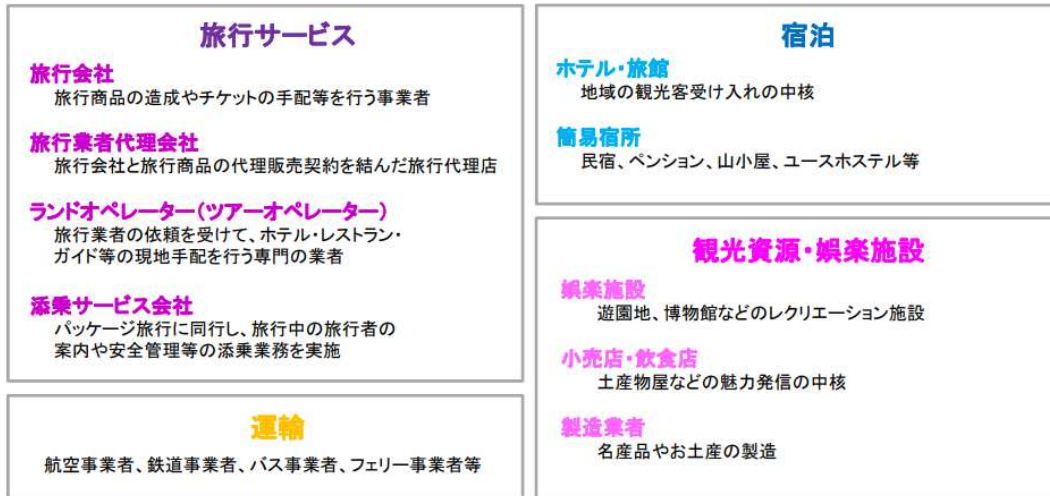 旅行サービス
旅行会社
旅行商品の造成やチケットの手配等を行う事業者
旅行業者代理会社
旅行会社と旅行商品の代理販売契約を結んだ旅行代理店
ランドオペレーター(ツアーオペレーター)
旅行業者の依頼を受けて、ホテル・レストラン・
ガイド等の現地手配を行う専門の業者
添乗サービス会社
パッケージ旅行に同行し、旅行中の旅行者の
案内や安全管理等の添乗業務を実施
運輸
航空事業者、鉄道事業者、バス事業者、フェリー事業者等
宿泊
ホテル・旅館
地域の観光客受け入れの中核
簡易宿所
民宿、ペンション、山小屋、ユースホステル等
観光資源・娯楽施設
娯楽施設
遊園地、博物館などのレクリエーション施設
小売店・飲食店
土産物屋などの魅力発信の中核
製造業者
名産品やお土産の製造